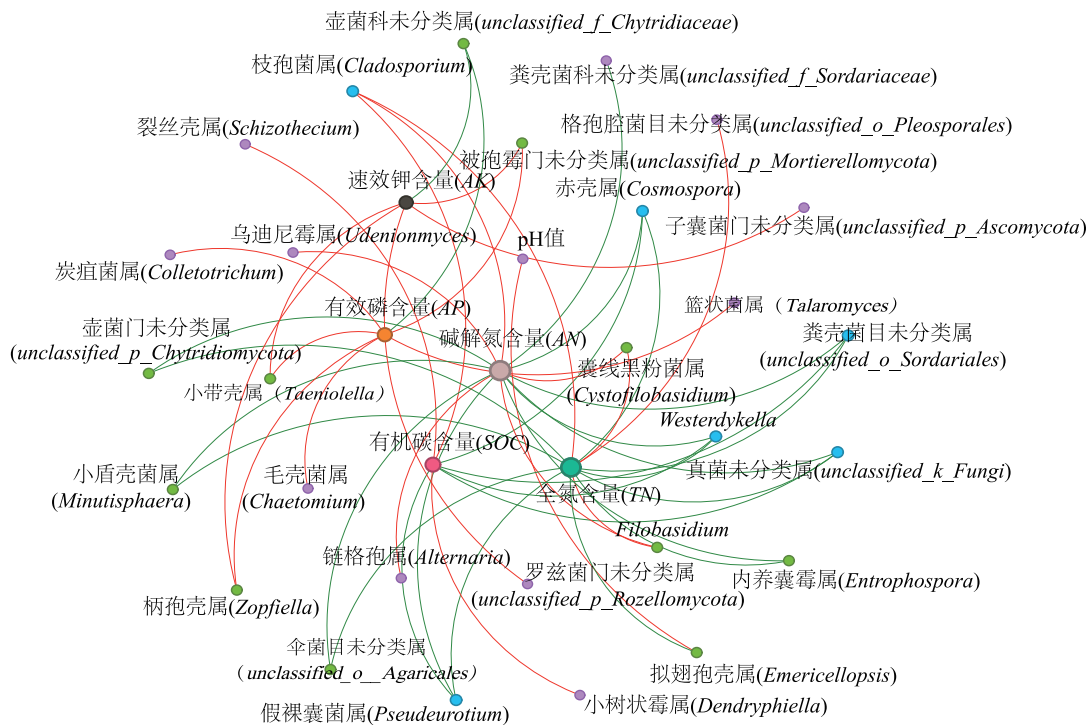 壶菌科未分类属(unclassified_f_Chytridiaceae)
枝孢菌属(Cladosporium)
粪壳菌科未分类属(unclassified_f_Sordariaceae)
裂丝壳属(Schizothecium)
格孢腔菌目未分类属(unclassified_o_Pleosporales)
被孢霉门未分类属(unclassified_p_Mortierellomycota)
速效钾含量(AK)
赤壳属(Cosmospora)
子囊菌门未分类属(unclassified_p_Ascomycota)
乌迪尼霉属(Udenionmyces)
pH值
炭疽菌属(Colletotrichum)
有效磷含量(AP)
篮状菌属（Talaromyces）
壶菌门未分类属
(unclassified_p_Chytridiomycota)
碱解氮含量(AN)
粪壳菌目未分类属
(unclassified_o_Sordariales)
小带壳属（Taeniolella）
囊线黑粉菌属
(Cystofilobasidium)
Westerdykella
有机碳含量(SOC)
小盾壳菌属
(Minutisphaera)
毛壳菌属
(Chaetomium)
真菌未分类属(unclassified_k_Fungi)
全氮含量(TN)
Filobasidium
链格孢属(Alternaria)
罗兹菌门未分类属
(unclassified_p_Rozellomycota)
内养囊霉属(Entrophospora)
柄孢壳属(Zopfiella)
伞菌目未分类属
（unclassified_o__Agaricales）
拟翅孢壳属(Emericellopsis)
假裸囊菌属(Pseudeurotium)
小树状霉属(Dendryphiella)